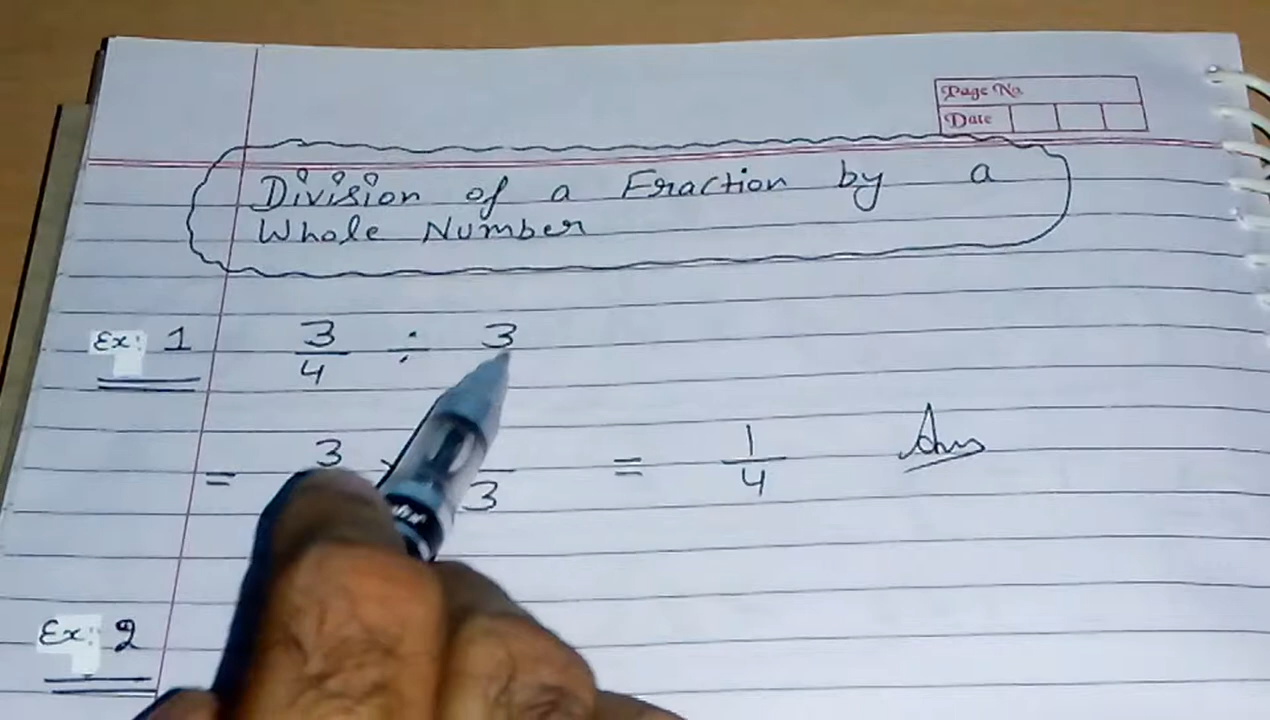 Page No.
Date
Division of a Fraction by a
Whole Number
Ex: 1 3/4 ÷ 3
= 3 × 3 = 1/4 Ans
Ex: 2